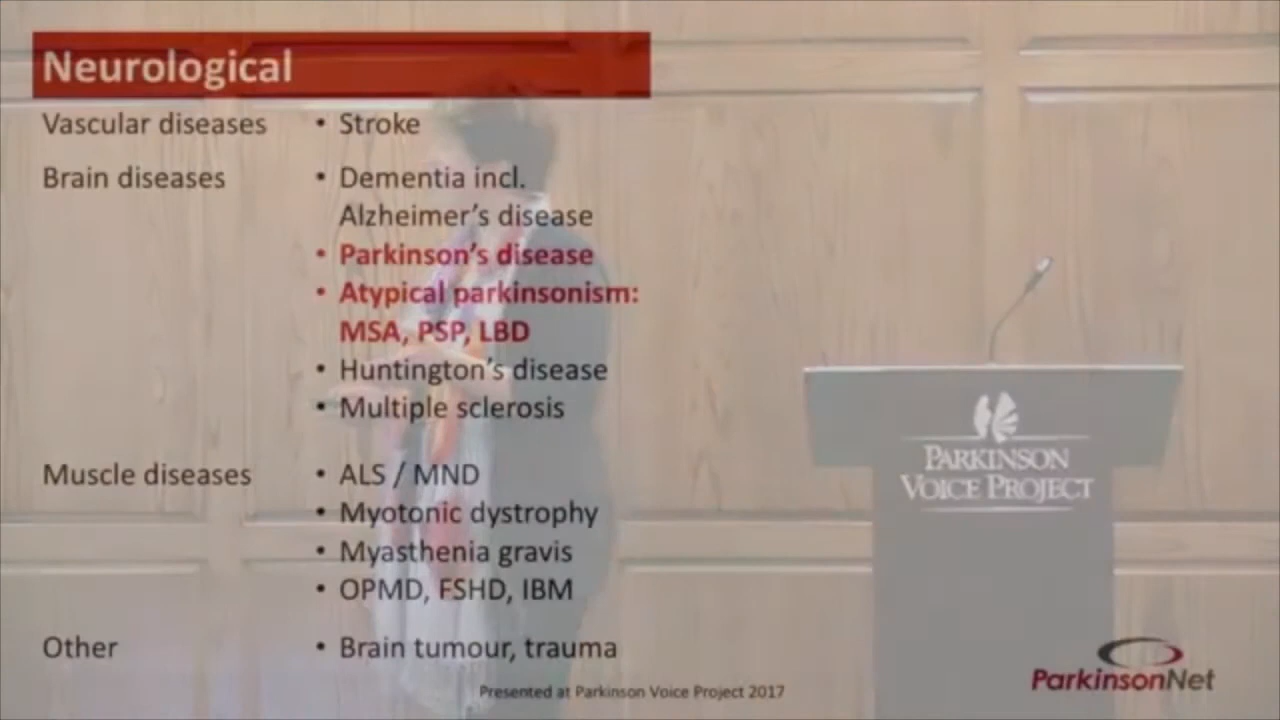 Neurological
Vascular diseases • Stroke
Brain diseases • Dementia incl.
Alzheimer's disease
• Parkinson's disease
• Atypical parkinsonism:
MSA, PSP, LBD
• Huntington's disease
• Multiple sclerosis
Muscle diseases • ALS / MND
• Myotonic dystrophy
• Myasthenia gravis
• OPMD, FSHD, IBM
Other • Brain tumour, trauma
Presented at Parkinson Voice Project 2017
PARKINSON
VOICE PROJECT
ParkinsonNet